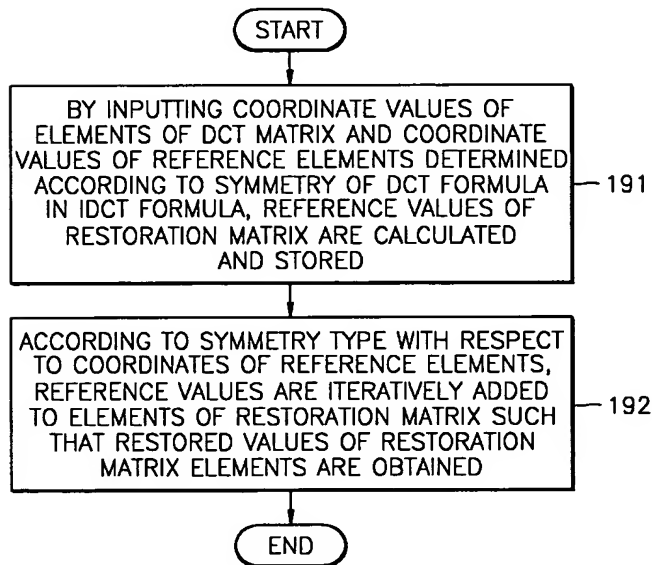 START
BY INPUTTING COORDINATE VALUES OF
ELEMENTS OF DCT MATRIX AND COORDINATE
VALUES OF REFERENCE ELEMENTS DETERMINED
ACCORDING TO SYMMETRY OF DCT FORMULA
IN IDCT FORMULA, REFERENCE VALUES OF
RESTORATION MATRIX ARE CALCULATED
AND STORED
191
ACCORDING TO SYMMETRY TYPE WITH RESPECT
TO COORDINATES OF REFERENCE ELEMENTS,
REFERENCE VALUES ARE ITERATIVELY ADDED
TO ELEMENTS OF RESTORATION MATRIX SUCH
THAT RESTORED VALUES OF RESTORATION
MATRIX ELEMENTS ARE OBTAINED
192
END